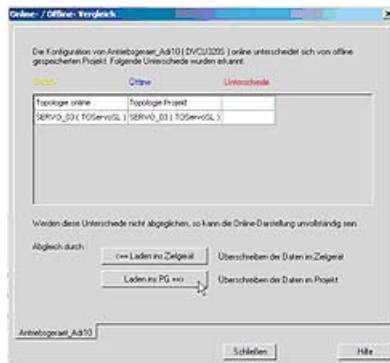 Online- / Offline- Vergleich
Die Konfiguration von Antriebsgeraet_Adr10 ( DVCU320S ) online unterscheidet sich vom offline
gespeicherten Projekt. Folgende Unterschiede wurden erkannt.
Offline Unterschiede
Topologie online Topologie Projekt
SERVO_03 ( TOServoSL ) SERVO_03 ( TOServoSL )
Werden diese Unterschiede nicht abgeglichen, so kann die Online-Darstellung unvollständig sein.
Abgleich durch:
<== Laden ins Zielgerät Überschreiben der Daten im Zielgerät
Laden ins PG ==> Überschreiben der Daten im Projekt
Antriebsgeraet_Adr10
Schließen Hilfe